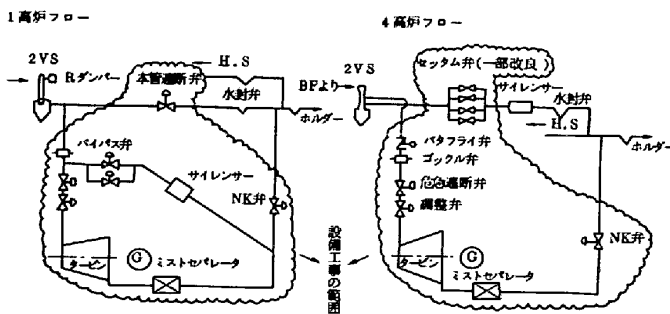 1高炉フロー
2VS
Rダンパー
H.S
本管遮断弁
水封弁
ホルダー
バイパス弁
サイレンサー
NK弁
タービン
G
ミストセパレータ
設備工事の範囲
4高炉フロー
セッタム弁(一部改良)
2VS
BFより
サイレンサー
水封弁
H.S
ホルダー
バタフライ弁
ゴックル弁
危急遮断弁
調整弁
NK弁
タービン
G
ミストセパレータ